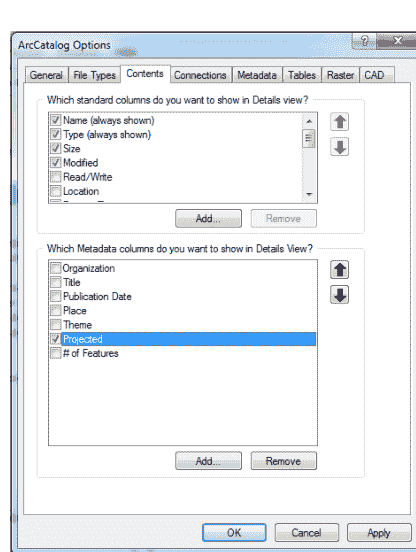 ArcCatalog Options
General File Types Contents Connections Metadata Tables Raster CAD
Which standard columns do you want to show in Details view?
Name (always shown)
Type (always shown)
Size
Modified
Read/Write
Location
Add... Remove
Which Metadata columns do you want to show in Details View?
Organization
Title
Publication Date
Place
Theme
Projected
# of Features
Add... Remove
OK Cancel Apply